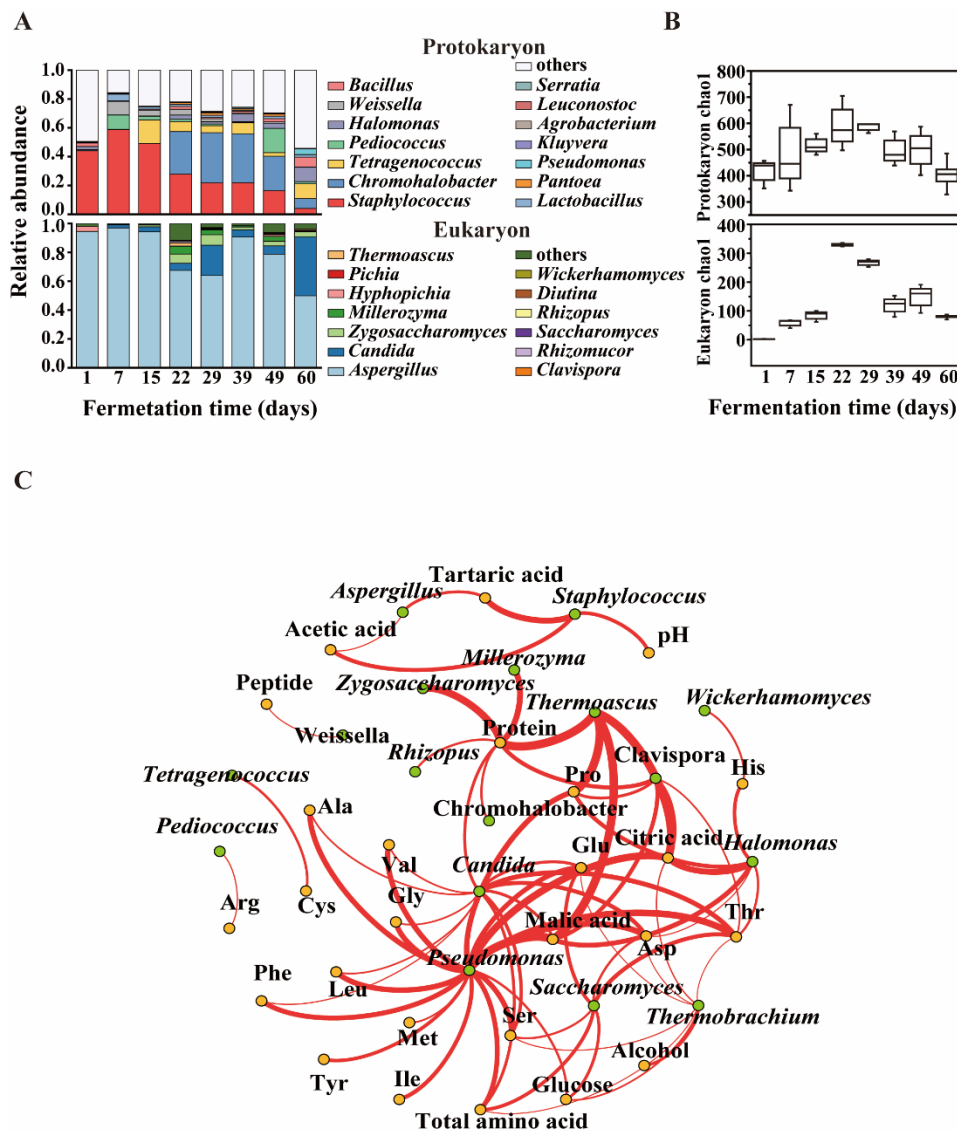 A
B
Protokaryon
Bacillus
Weissella
Halomonas
Pediococcus
Tetragenococcus
Chromohalobacter
Staphylococcus
others
Serratia
Leuconostoc
Agrobacterium
Kluyvera
Pseudomonas
Pantoea
Lactobacillus
Eukaryon
Thermoascus
Pichia
Hyphopichia
Millerozyma
Zygosaccharomyces
Candida
Aspergillus
others
Wickerhamomyces
Diutina
Rhizopus
Saccharomyces
Rhizomucor
Clavispora
Relative abundance
1.0
0.8
0.6
0.4
0.2
0.0
1.0
0.8
0.6
0.4
0.2
0.0
1 7 15 22 29 39 49 60
Fermetation time (days)
Protokaryon chao1
800
700
600
500
400
300
200
Eukaryon chao1
400
300
200
100
0
1 7 15 22 29 39 49 60
Fermentation time (days)
C
Tartaric acid
Aspergillus
Staphylococcus
Acetic acid
pH
Millerozyma
Zygosaccharomyces
Peptide
Thermoascus
Wickerhamomyces
Weissella
Protein
Rhizopus
Clavispora
Tetragenococcus
Pro
His
Ala
Chromohalobacter
Pediococcus
Citric acid
Halomonas
Val
Candida
Glu
Gly
Arg
Cys
Malic acid
Thr
Asp
Pseudomonas
Phe
Leu
Saccharomyces
Ser
Thermobrachium
Met
Alcohol
Tyr
Ile
Glucose
Total amino acid